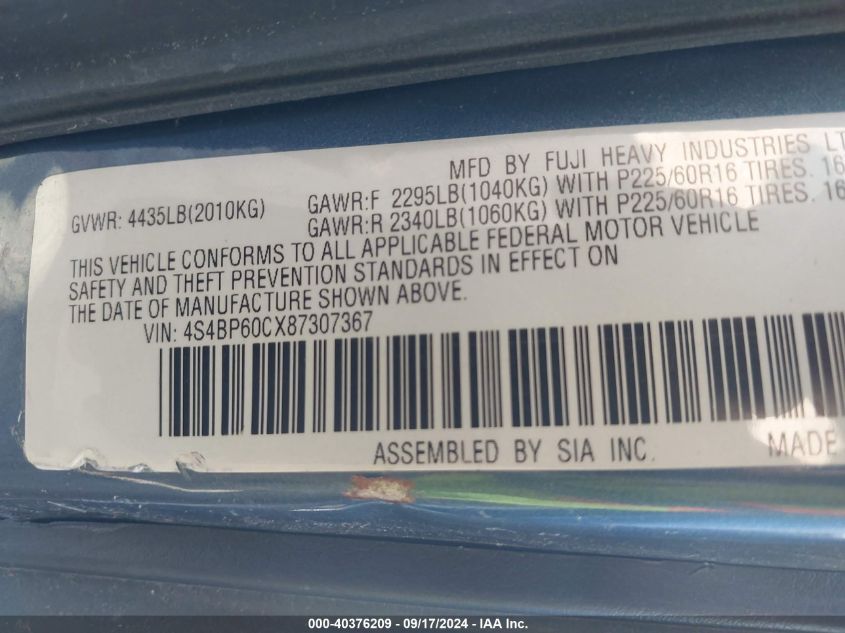 MFD BY FUJI HEAVY INDUSTRIES
GVWR: 4435LB(2010KG)
GAWR:F 2295LB(1040KG) WITH P225/60R16 TIRES. 16
GAWR:R 2340LB(1060KG) WITH P225/60R16 TIRES. 16
THIS VEHICLE CONFORMS TO ALL APPLICABLE FEDERAL MOTOR VEHICLE
SAFETY AND THEFT PREVENTION STANDARDS IN EFFECT ON
THE DATE OF MANUFACTURE SHOWN ABOVE.
VIN: 4S4BP60CX87307367
ASSEMBLED BY SIA INC. MADE
000-40376209 - 09/17/2024 - IAAI Inc.